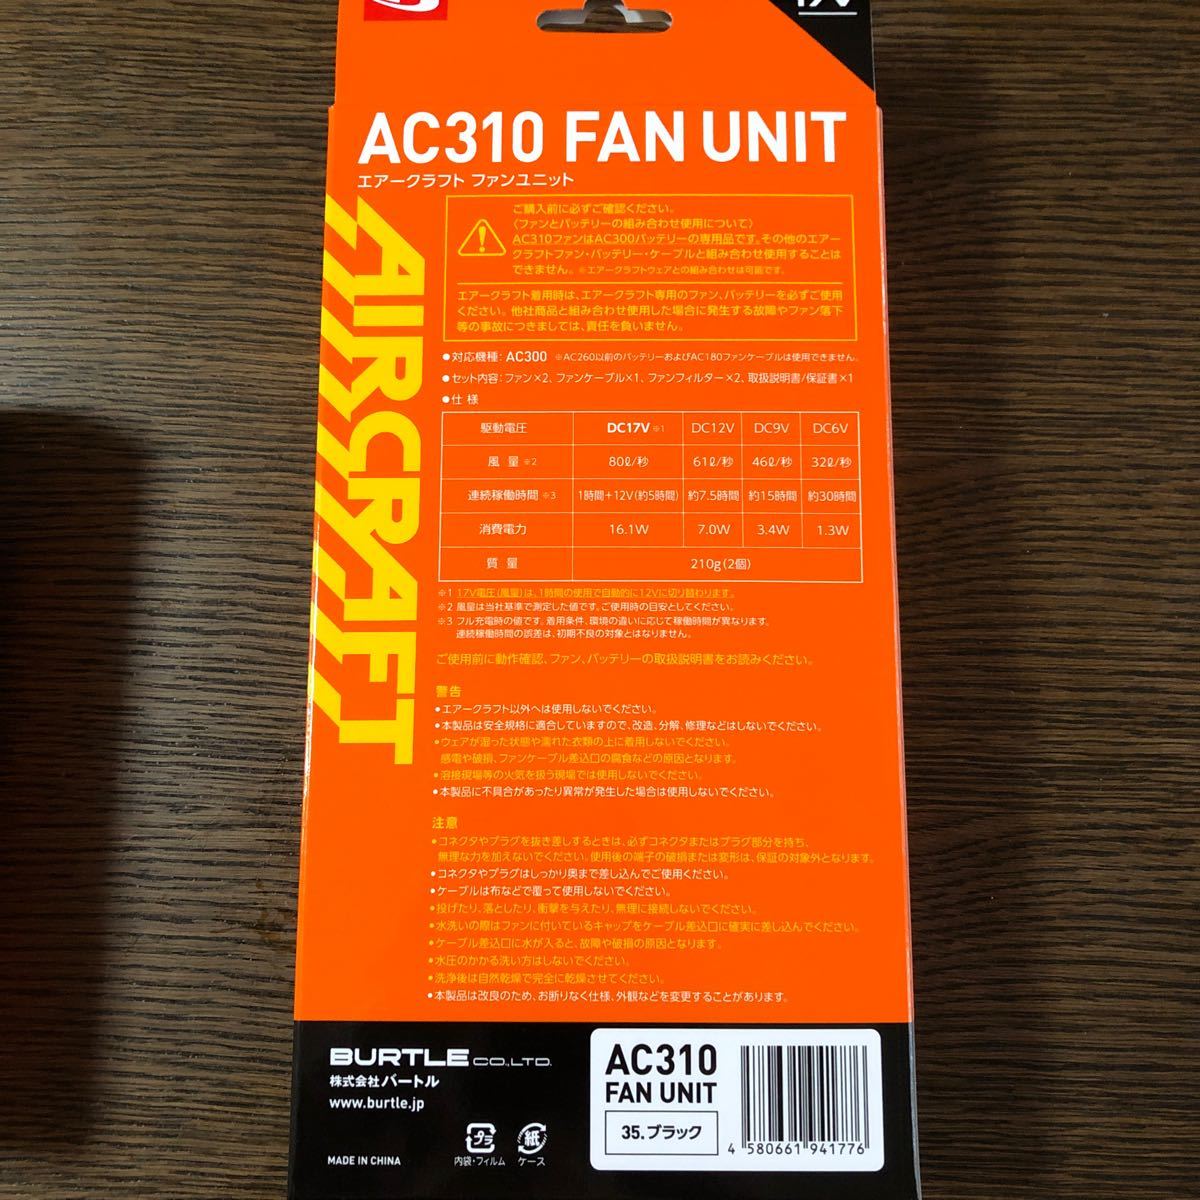 AC310 FAN UNIT
エアークラフト ファンユニット
AIRCRAFT
ご購入前に必ずご確認ください。
〈ファンとバッテリーの組み合わせ使用について〉
AC310ファンはAC300バッテリーの専用品です。その他のエアー
クラフトファン・バッテリー・ケーブルと組み合わせ使用することは
できません。※エアークラフトウェアとの組み合わせは可能です。
エアークラフト着用時は、エアークラフト専用のファン、バッテリーを必ずご使用
ください。他社商品と組み合わせ使用した場合に発生する故障やファン落下
等の事故につきましては、責任を負いません。
●対応機種：AC300 ※AC260以前のバッテリーおよびAC180ファンケーブルは使用できません。
●セット内容：ファン×2、ファンケーブル×1、ファンフィルター×2、取扱説明書/保証書×1
●仕 様
駆動電圧 DC17V※1 DC12V DC9V DC6V
風 量※2 80ℓ/秒 61ℓ/秒 46ℓ/秒 32ℓ/秒
連続稼働時間※3 1時間＋12V(約5時間) 約7.5時間 約15時間 約30時間
消費電力 16.1W 7.0W 3.4W 1.3W
質 量 210g(2個)
※1 17V電圧(風量)は、1時間の使用で自動的に12Vに切り替わります。
※2 風量は当社基準で測定した値です。ご使用時の目安としてください。
※3 フル充電時の値です。着用条件、環境の違いに応じて稼働時間が異なります。
連続稼働時間の誤差は、初期不良の対象とはなりません。
ご使用前に動作確認、ファン、バッテリーの取扱説明書をお読みください。
警告
●エアークラフト以外へは使用しないでください。
●本製品は安全規格に適合していますので、改造、分解、修理などはしないでください。
●ウェアが湿った状態や濡れた衣類の上に着用しないでください。
感電や破損、ファンケーブル差込口の腐食などの原因となります。
●溶接現場等の火気を扱う現場では使用しないでください。
●本製品に不具合があったり異常が発生した場合は使用しないでください。
注意
●コネクタやプラグを抜き差しするときは、必ずコネクタまたはプラグ部分を持ち、
無理な力を加えないでください。使用後の端子の破損または変形は、保証の対象外となります。
●コネクタやプラグはしっかり奥まで差し込んでご使用ください。
●ケーブルは布などで覆って使用しないでください。
●投げたり、落としたり、衝撃を与えたり、無理に接続しないでください。
●水洗いの際はファンに付いているキャップをケーブル差込口に確実に差し込んでください。
●ケーブル差込口に水が入ると、故障や破損の原因となります。
●水圧のかかる洗い方はしないでください。
●洗浄後は自然乾燥で完全に乾燥させてください。
●本製品は改良のため、お断りなく仕様、外観などを変更することがあります。
BURTLE CO.,LTD.
株式会社バートル
www.burtle.jp
MADE IN CHINA
プラ
内袋・フィルム
紙
ケース
AC310
FAN UNIT
35.ブラック
4 580661 941776